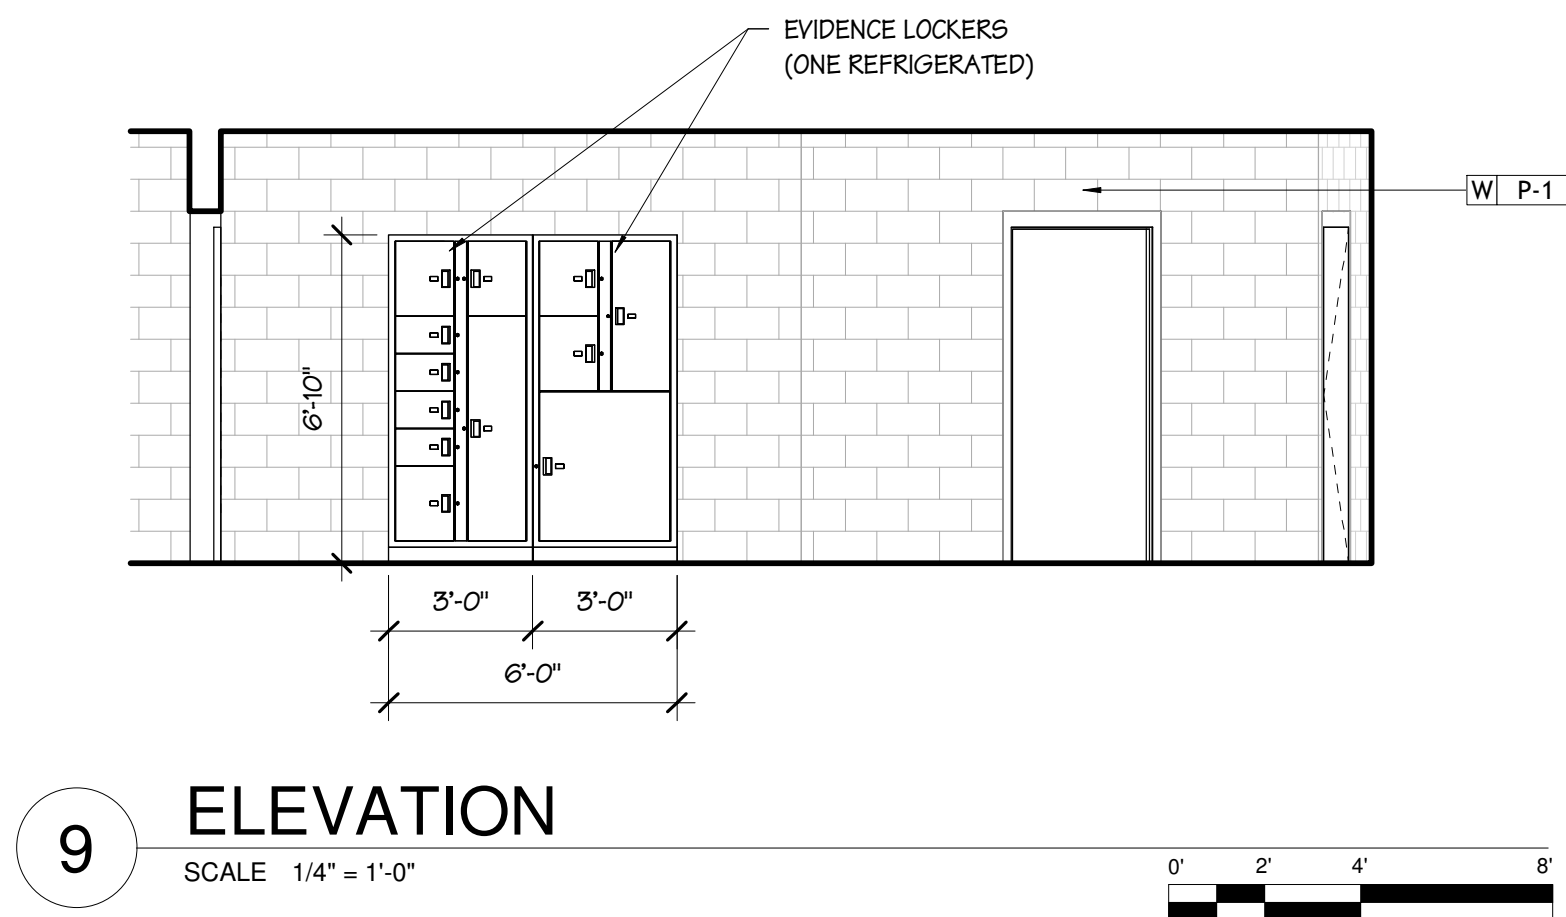 EVIDENCE LOCKERS
(ONE REFRIGERATED)
W P-1
6'-10"
3'-0" 3'-0"
6'-0"
9 ELEVATION
SCALE 1/4" = 1'-0"
0' 2' 4' 8'